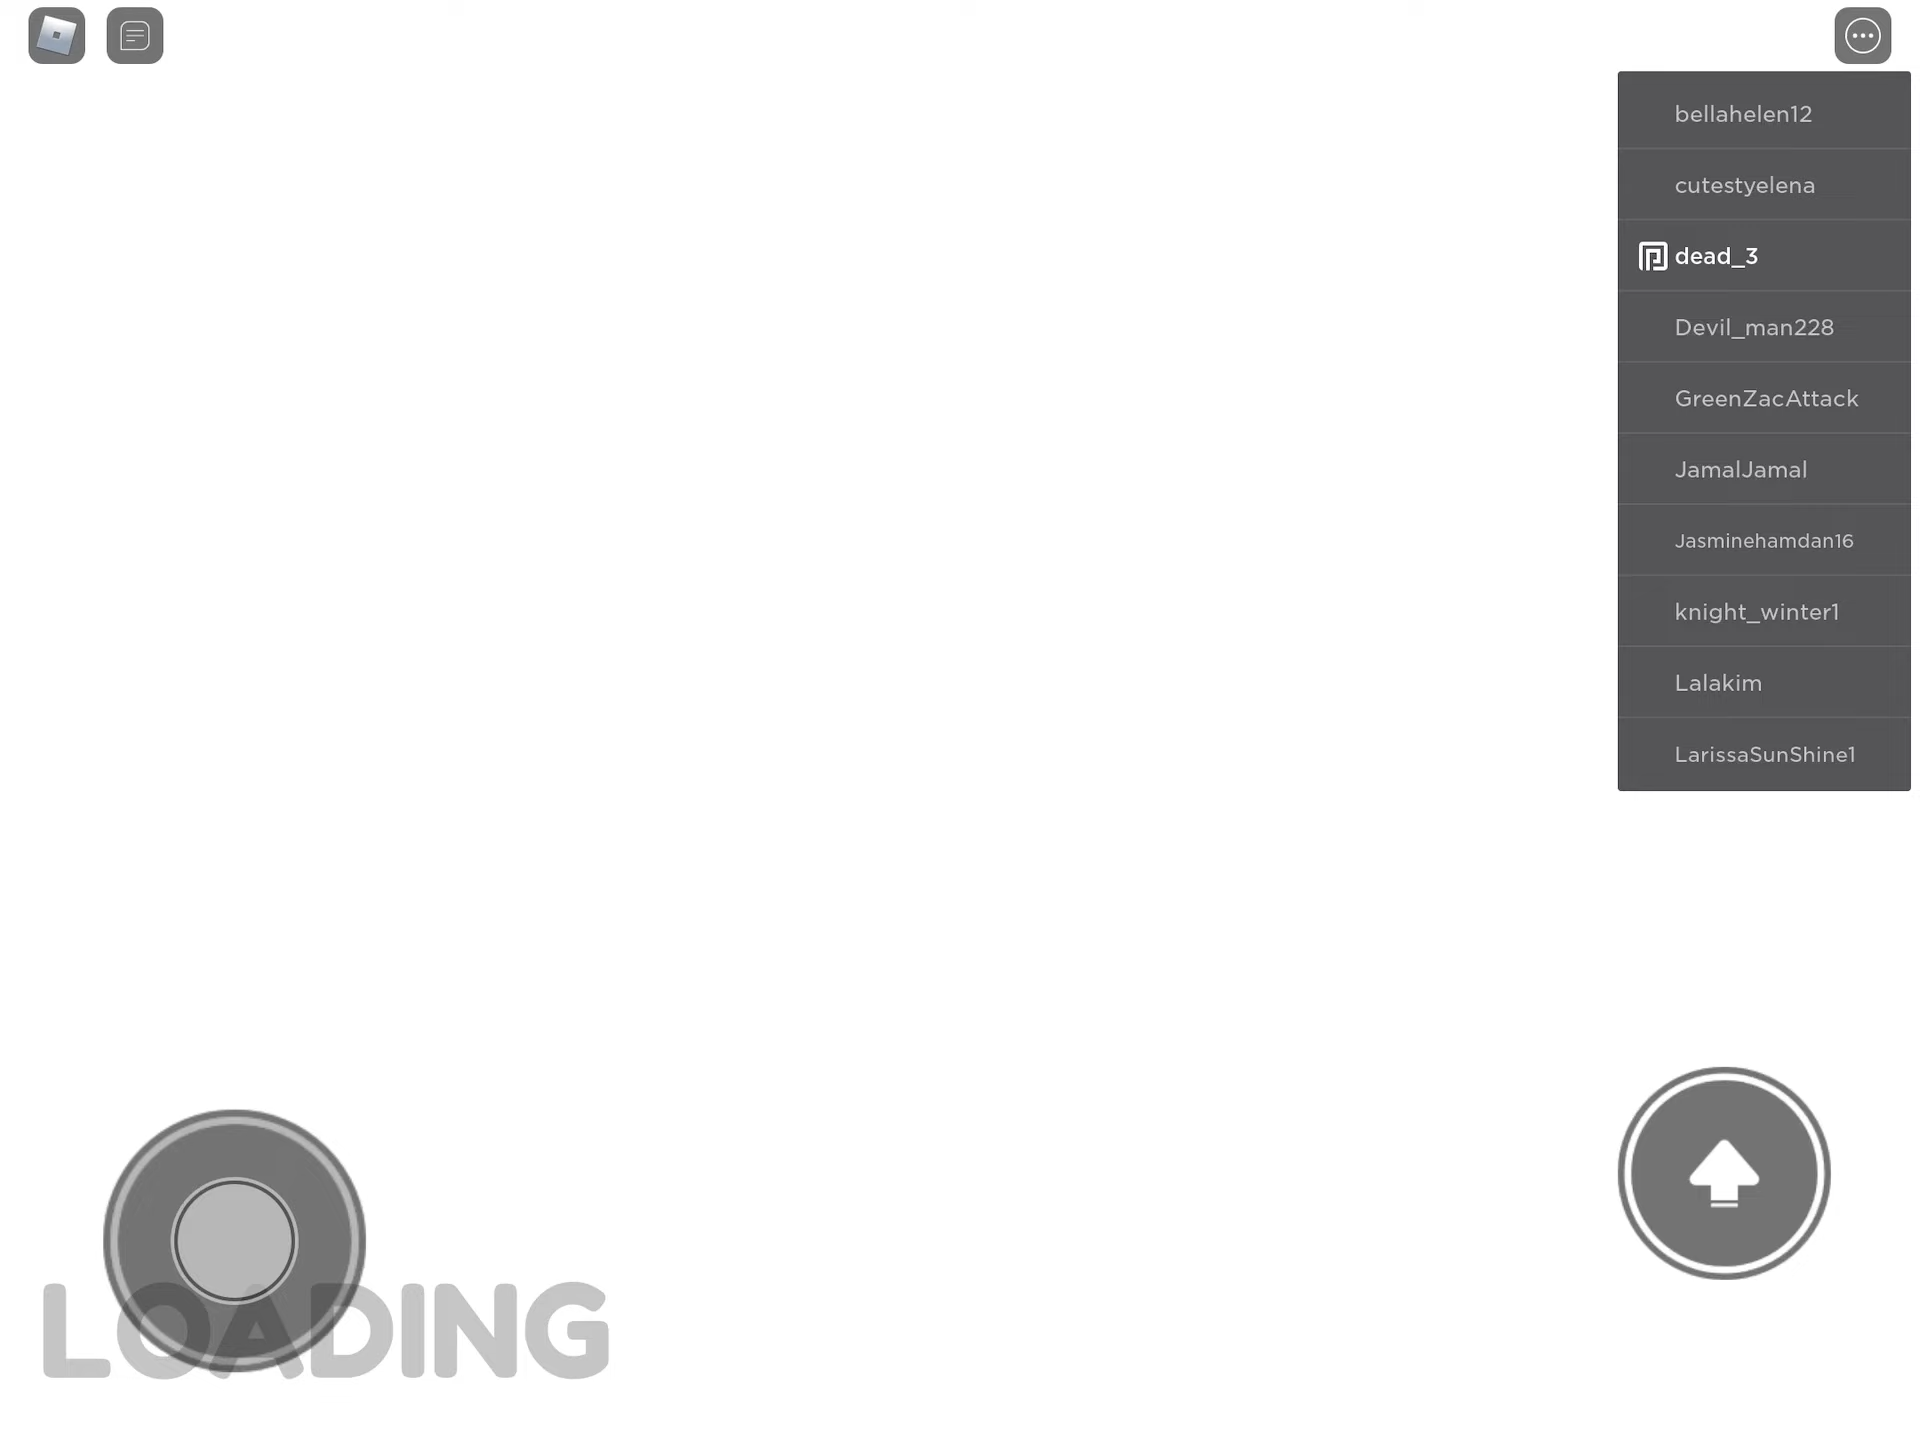 bellahelen12
cutestyelena
dead_3
Devil_man228
GreenZacAttack
JamalJamal
Jasminehamdan16
knight_winter1
Lalakim
LarissaSunShine1
LOADING